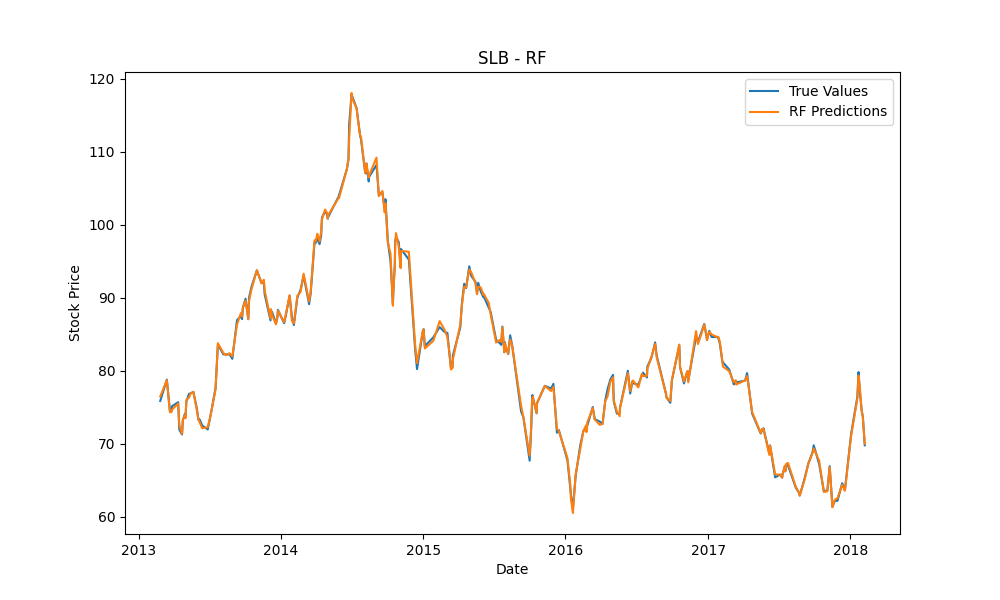 SLB - RF
True Values
RF Predictions
Stock Price
120
110
100
90
80
70
60
2013
2014
2015
2016
2017
2018
Date